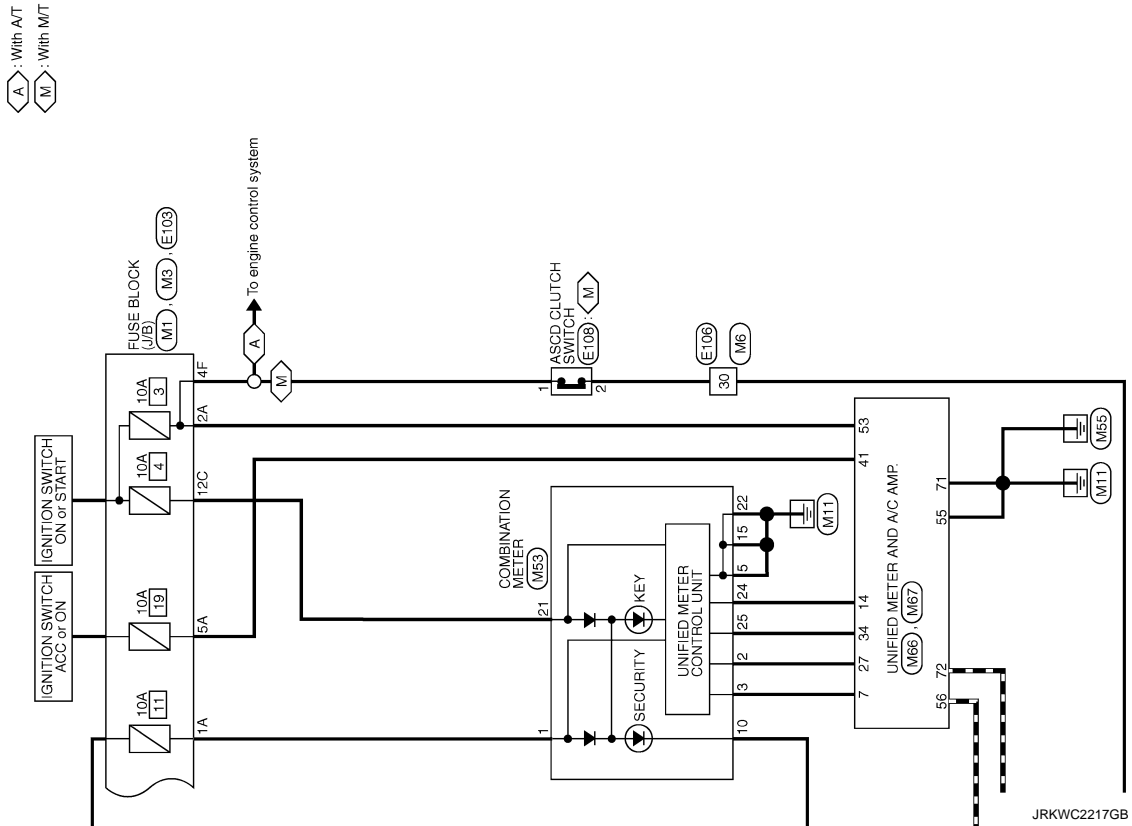 A : With A/T
M : With M/T
IGNITION SWITCH
ACC or ON
IGNITION SWITCH
ON or START
FUSE BLOCK
(J/B)
M1 , M3 , E103
10A
11
10A
19
10A
4
10A
3
1A
5A
12C
2A
4F
A
To engine control system
M
COMBINATION
METER
M53
1
21
SECURITY
KEY
UNIFIED METER
CONTROL UNIT
10
3
2
25
24
5
15
22
M11
ASCD CLUTCH
SWITCH
E108 : M
1
2
E106
30
M6
7
27
34
14
41
53
UNIFIED METER AND A/C AMP.
M66 , M67
56
72
55
71
M11
M55
JRKWC2217GB